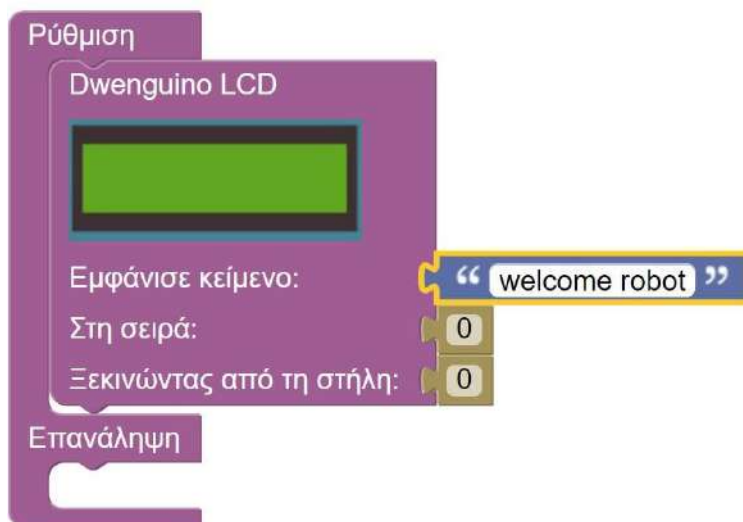 Ρύθμιση
Dwenguino LCD
Εμφάνισε κείμενο: “ welcome robot ”
Στη σειρά: 0
Ξεκινώντας από τη στήλη: 0
Επανάληψη